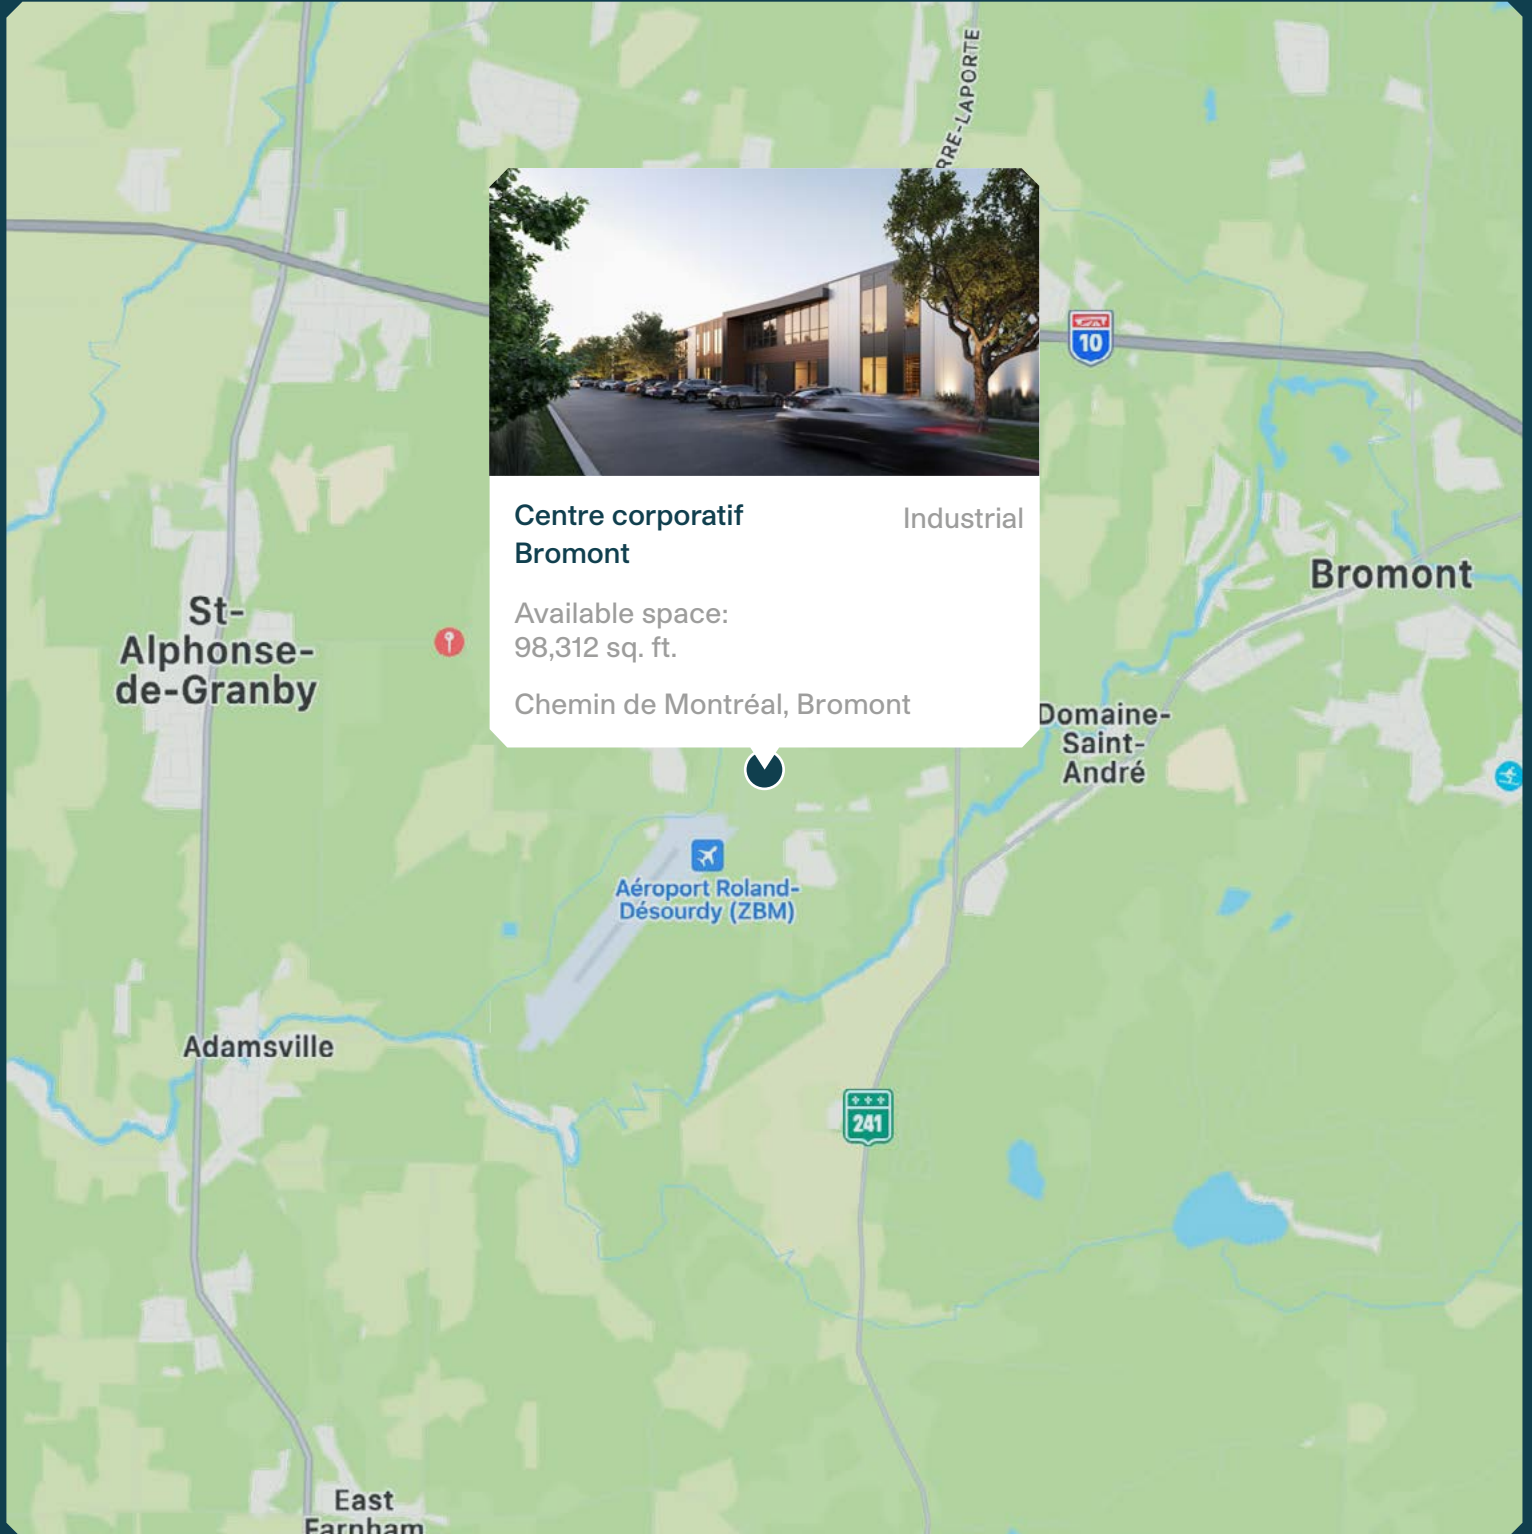 RRE-LAPORTE
10
Centre corporatif
Bromont
Industrial
Available space:
98,312 sq. ft.
Chemin de Montréal, Bromont
St-
Alphonse-
de-Granby
Bromont
Domaine-
Saint-
André
Aéroport Roland-
Désourdy (ZBM)
Adamsville
241
East
Farnham